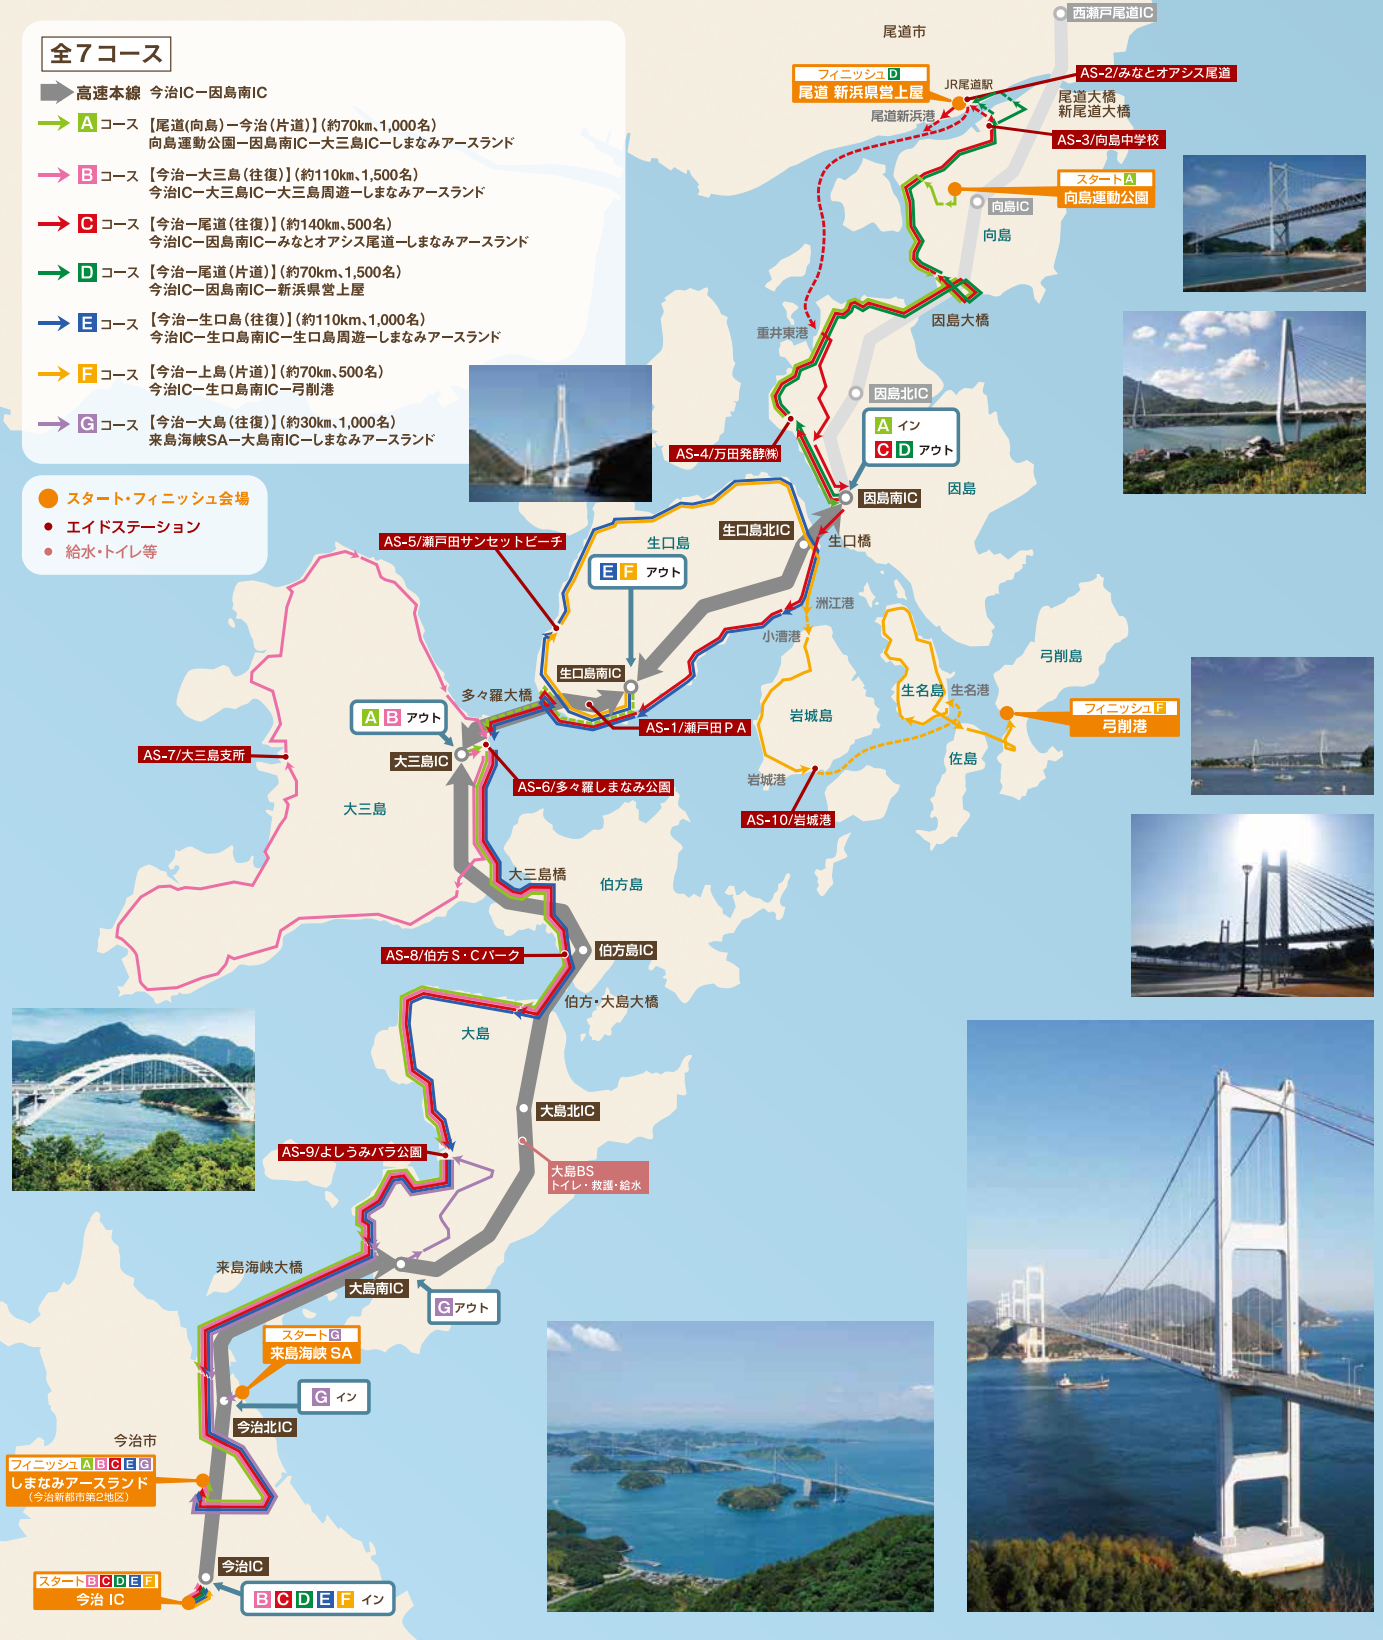 全7コース
高速本線 今治IC－因島南IC
A コース 【尾道(向島)－今治(片道)】(約70km、1,000名)
向島運動公園－因島南IC－大三島IC－しまなみアースランド
B コース 【今治－大三島(往復)】(約110km、1,500名)
今治IC－大三島IC－大三島周遊－しまなみアースランド
C コース 【今治－尾道(往復)】(約140km、500名)
今治IC－因島南IC－みなとオアシス尾道－しまなみアースランド
D コース 【今治－尾道(片道)】(約70km、1,500名)
今治IC－因島南IC－新浜県営上屋
E コース 【今治－生口島(往復)】(約110km、1,000名)
今治IC－生口島南IC－生口島周遊－しまなみアースランド
F コース 【今治－上島(片道)】(約70km、500名)
今治IC－生口島南IC－弓削港
G コース 【今治－大島(往復)】(約30km、1,000名)
来島海峡SA－大島南IC－しまなみアースランド
スタート・フィニッシュ会場
エイドステーション
給水・トイレ等
西瀬戸尾道IC
尾道市
フィニッシュD
尾道 新浜県営上屋
JR尾道駅
AS-2/みなとオアシス尾道
尾道大橋
新尾道大橋
尾道新浜港
AS-3/向島中学校
スタートA
向島運動公園
向島IC
向島
因島大橋
重井東港
因島北IC
A イン
C D アウト
AS-4/万田発酵㈱
因島南IC
因島
生口島北IC
生口橋
AS-5/瀬戸田サンセットビーチ
生口島
E F アウト
洲江港
小漕港
生口島南IC
弓削島
生名島
生名港
多々羅大橋
A B アウト
岩城島
フィニッシュF
弓削港
AS-1/瀬戸田PA
AS-7/大三島支所
大三島IC
佐島
岩城港
AS-6/多々羅しまなみ公園
大三島
AS-10/岩城港
大三島橋
伯方島
AS-8/伯方S・Cパーク
伯方島IC
伯方・大島大橋
大島
大島北IC
AS-9/よしうみバラ公園
大島BS
トイレ・救護・給水
来島海峡大橋
大島南IC
G アウト
スタートG
来島海峡 SA
G イン
今治北IC
今治市
フィニッシュABCEG
しまなみアースランド
(今治新都市第2地区)
今治IC
スタートBCDEF
今治 IC
B C D E F イン